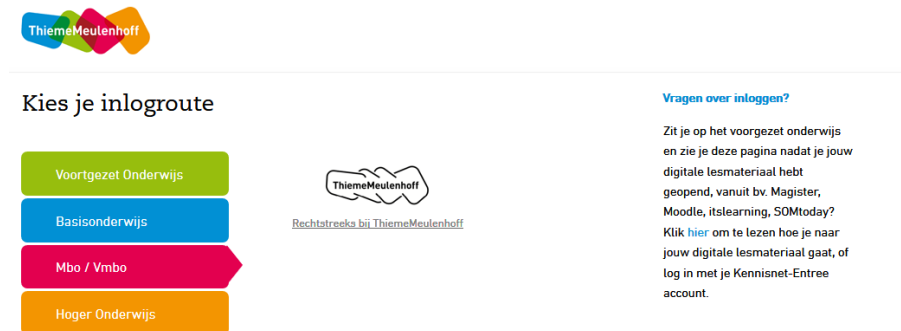 ThiemeMeulenhoff
Kies je inlogroute
Voortgezet Onderwijs
Basisonderwijs
Mbo / Vmbo
Hoger Onderwijs
ThiemeMeulenhoff
Rechtstreeks bij ThiemeMeulenhoff
Vragen over inloggen?
Zit je op het voorgezet onderwijs
en zie je deze pagina nadat je jouw
digitale lesmateriaal hebt
geopend, vanuit bv. Magister,
Moodle, itslearning, SOMtoday?
Klik hier om te lezen hoe je naar
jouw digitale lesmateriaal gaat, of
log in met je Kennisnet-Entree
account.